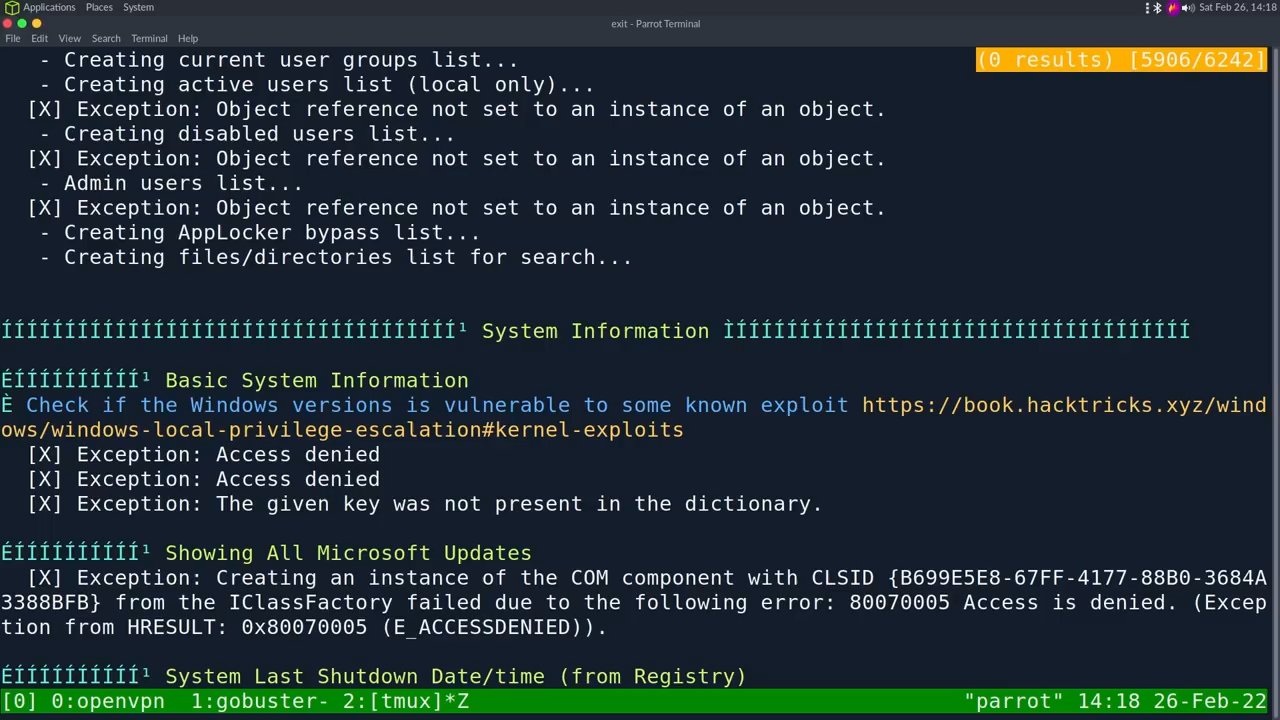 Applications Places System
Sat Feb 26, 14:18
exit - Parrot Terminal
File Edit View Search Terminal Help
- Creating current user groups list... (0 results) [5906/6242]
- Creating active users list (local only)...
[X] Exception: Object reference not set to an instance of an object.
- Creating disabled users list...
[X] Exception: Object reference not set to an instance of an object.
- Admin users list...
[X] Exception: Object reference not set to an instance of an object.
- Creating AppLocker bypass list...
- Creating files/directories list for search...
ÍÍÍÍÍÍÍÍÍÍÍÍÍÍÍÍÍÍÍÍÍÍÍÍÍÍÍÍÍÍÍÍÍÍÍÍ¹ System Information ÌÍÍÍÍÍÍÍÍÍÍÍÍÍÍÍÍÍÍÍÍÍÍÍÍÍÍÍÍÍÍÍÍÍÍÍÍ
ÉÍÍÍÍÍÍÍÍÍÍ¹ Basic System Information
È Check if the Windows versions is vulnerable to some known exploit https://book.hacktricks.xyz/wind
ows/windows-local-privilege-escalation#kernel-exploits
[X] Exception: Access denied
[X] Exception: Access denied
[X] Exception: The given key was not present in the dictionary.
ÉÍÍÍÍÍÍÍÍÍÍ¹ Showing All Microsoft Updates
[X] Exception: Creating an instance of the COM component with CLSID {B699E5E8-67FF-4177-88B0-3684A
3388BFB} from the IClassFactory failed due to the following error: 80070005 Access is denied. (Excep
tion from HRESULT: 0x80070005 (E_ACCESSDENIED)).
ÉÍÍÍÍÍÍÍÍÍÍ¹ System Last Shutdown Date/time (from Registry)
[0] 0:openvpn 1:gobuster- 2:[tmux]*Z "parrot" 14:18 26-Feb-22